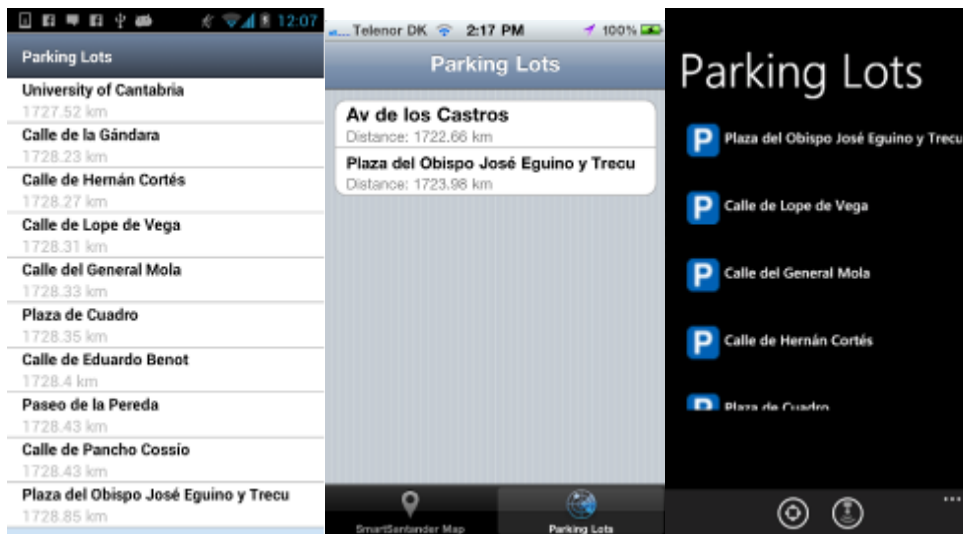 12:07
Parking Lots
University of Cantabria
1727.52 km
Calle de la Gándara
1728.23 km
Calle de Hernán Cortés
1728.27 km
Calle de Lope de Vega
1728.31 km
Calle del General Mola
1728.33 km
Plaza de Cuadro
1728.35 km
Calle de Eduardo Benot
1728.4 km
Paseo de la Pereda
1728.43 km
Calle de Pancho Cossío
1728.43 km
Plaza del Obispo José Eguino y Trecu
1728.85 km
Telenor DK 2:17 PM 100%
Parking Lots
Av de los Castros
Distance: 1722.66 km
Plaza del Obispo José Eguino y Trecu
Distance: 1723.98 km
SmartSantander Map Parking Lots
Parking Lots
P Plaza del Obispo José Eguino y Trecu
P Calle de Lope de Vega
P Calle del General Mola
P Calle de Hernán Cortés
P Plaza de Cuadro